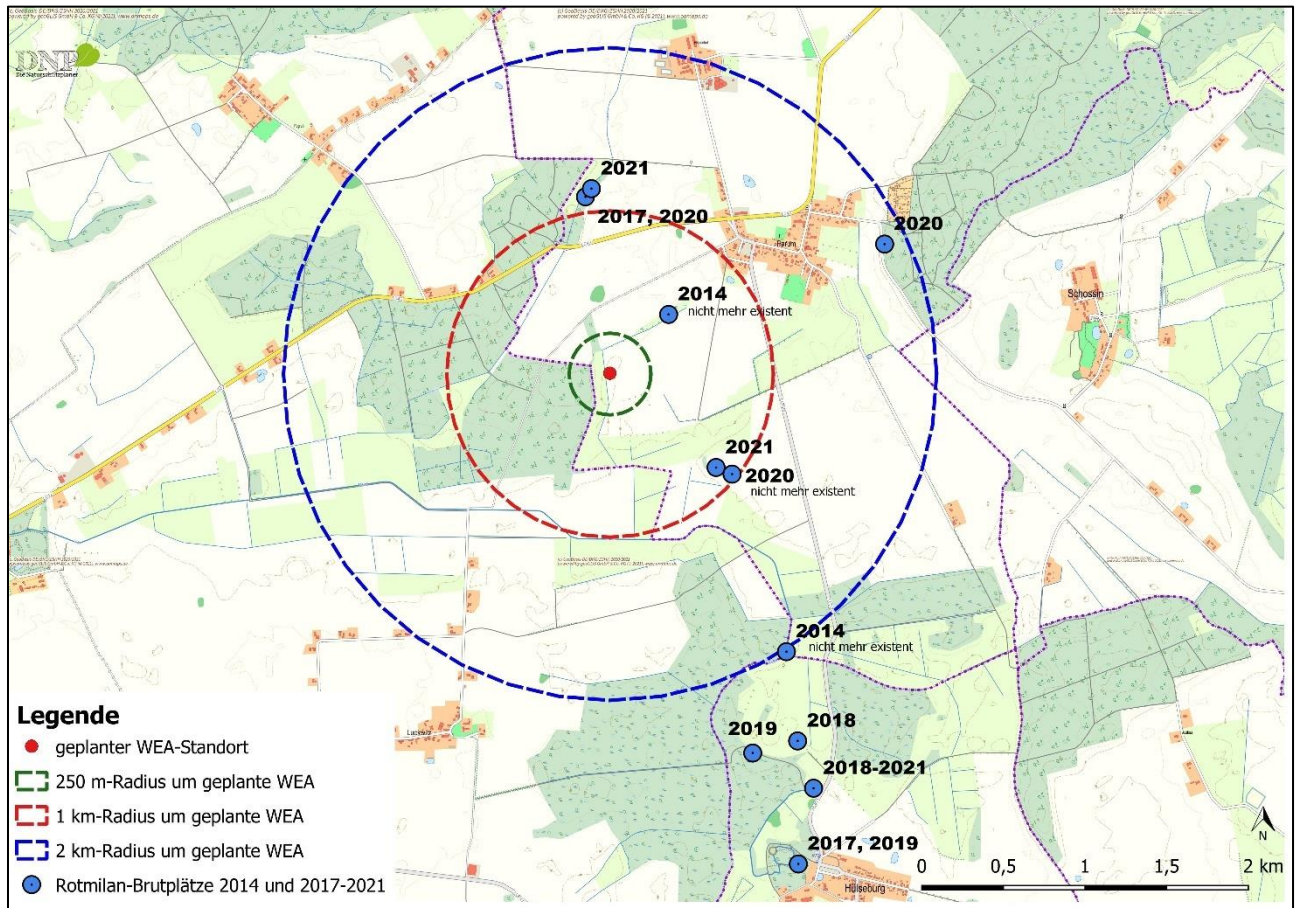 DNP
Die Naturschutzplaner
2021
2017, 2020
2020
Parum
2014
nicht mehr existent
Schossin
2021
2020
nicht mehr existent
2014
nicht mehr existent
2018
2019
2018-2021
2017, 2019
Hülseburg
Legende
geplanter WEA-Standort
250 m-Radius um geplante WEA
1 km-Radius um geplante WEA
2 km-Radius um geplante WEA
Rotmilan-Brutplätze 2014 und 2017-2021
N
0 0,5 1 1,5 2 km